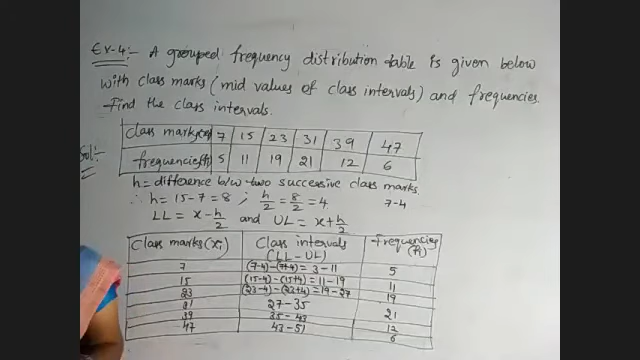 Ex-4:- A grouped frequency distribution table is given below
with class marks (mid values of class intervals) and frequencies.
Find the class intervals.
Sol:-
Class marks(xi) 7 15 23 31 39 47
frequencies(fi) 5 11 19 21 12 6
h = difference b/w two successive class marks.
∴ h = 15-7 = 8 ; h/2 = 8/2 = 4. 7-4
LL = x - h/2 and UL = x + h/2
Class marks (xi) Class intervals (LL - UL) Frequencies (fi)
7 (7-4) - (7+4) = 3 - 11 5
15 (15-4) - (15+4) = 11 - 19 11
23 (23-4) - (23+4) = 19 - 27 19
31 27 - 35 21
39 35 - 43 12
47 43 - 51 6